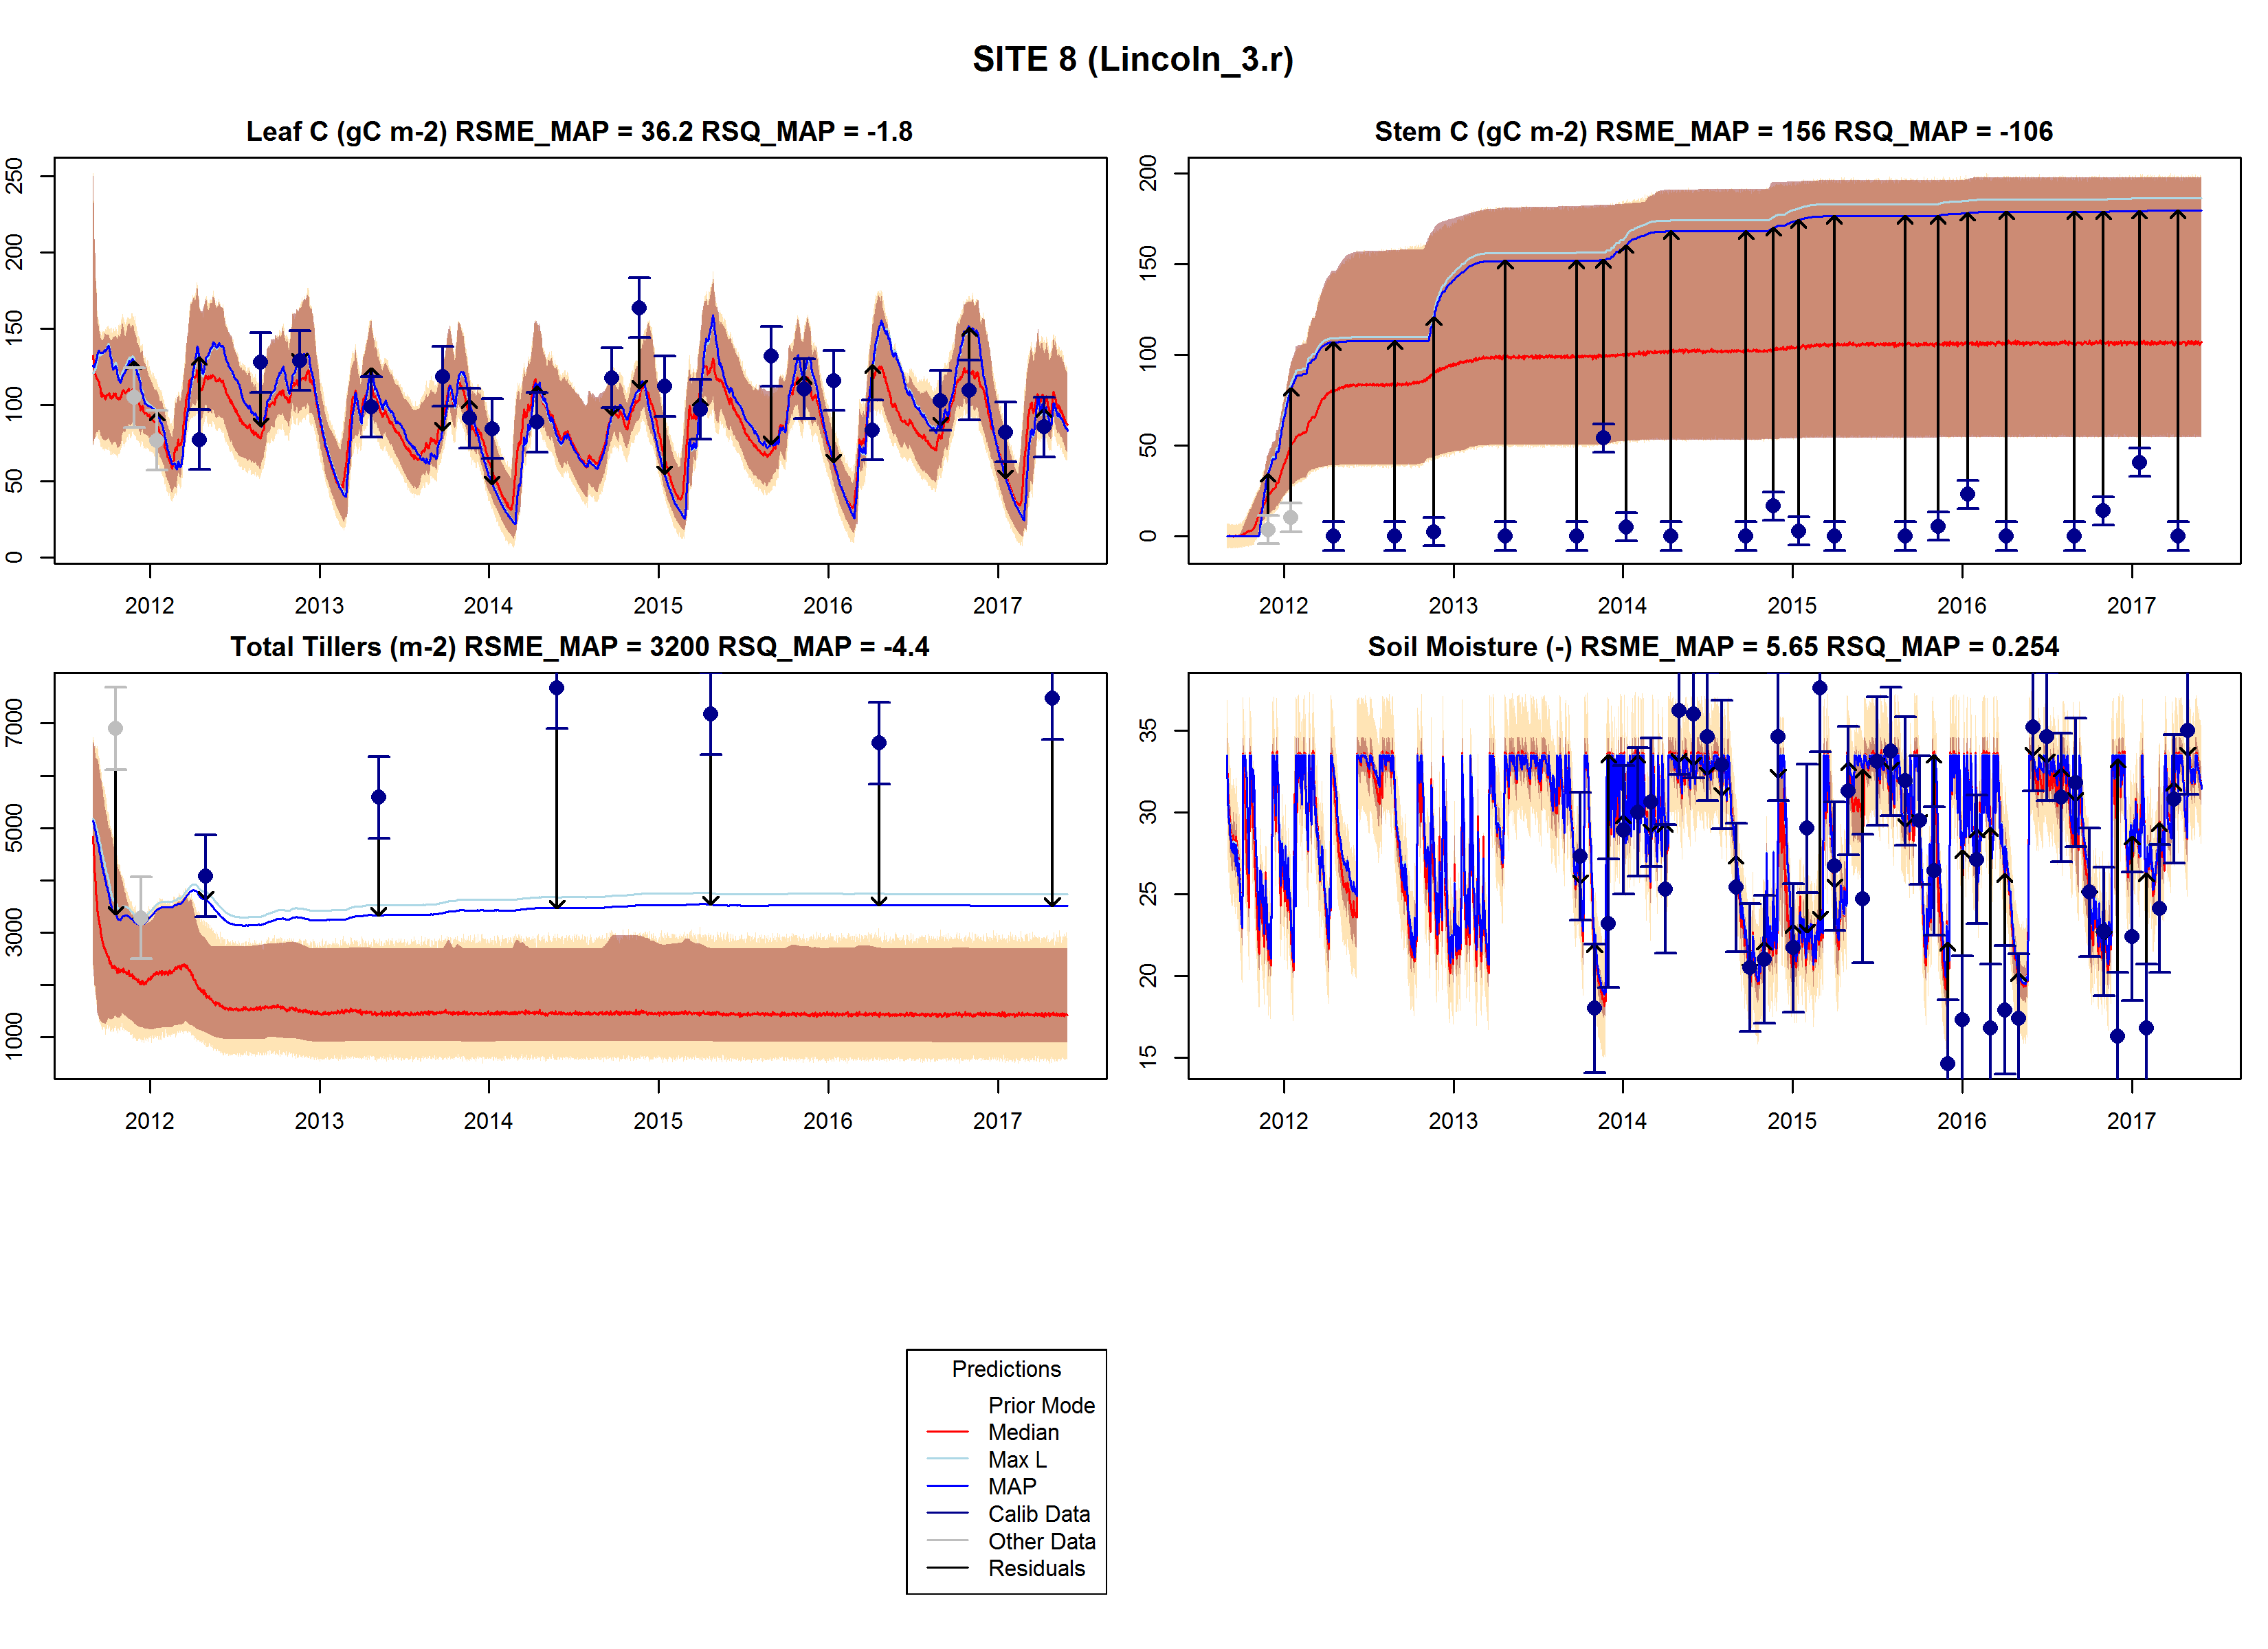 SITE 8 (Lincoln_3.r)
Leaf C (gC m-2) RSME_MAP = 36.2 RSQ_MAP = -1.8
250
200
150
100
50
0
2012 2013 2014 2015 2016 2017
Stem C (gC m-2) RSME_MAP = 156 RSQ_MAP = -106
200
150
100
50
0
2012 2013 2014 2015 2016 2017
Total Tillers (m-2) RSME_MAP = 3200 RSQ_MAP = -4.4
7000
5000
3000
1000
2012 2013 2014 2015 2016 2017
Soil Moisture (-) RSME_MAP = 5.65 RSQ_MAP = 0.254
35
30
25
20
15
2012 2013 2014 2015 2016 2017
Predictions
Prior Mode
Median
Max L
MAP
Calib Data
Other Data
Residuals